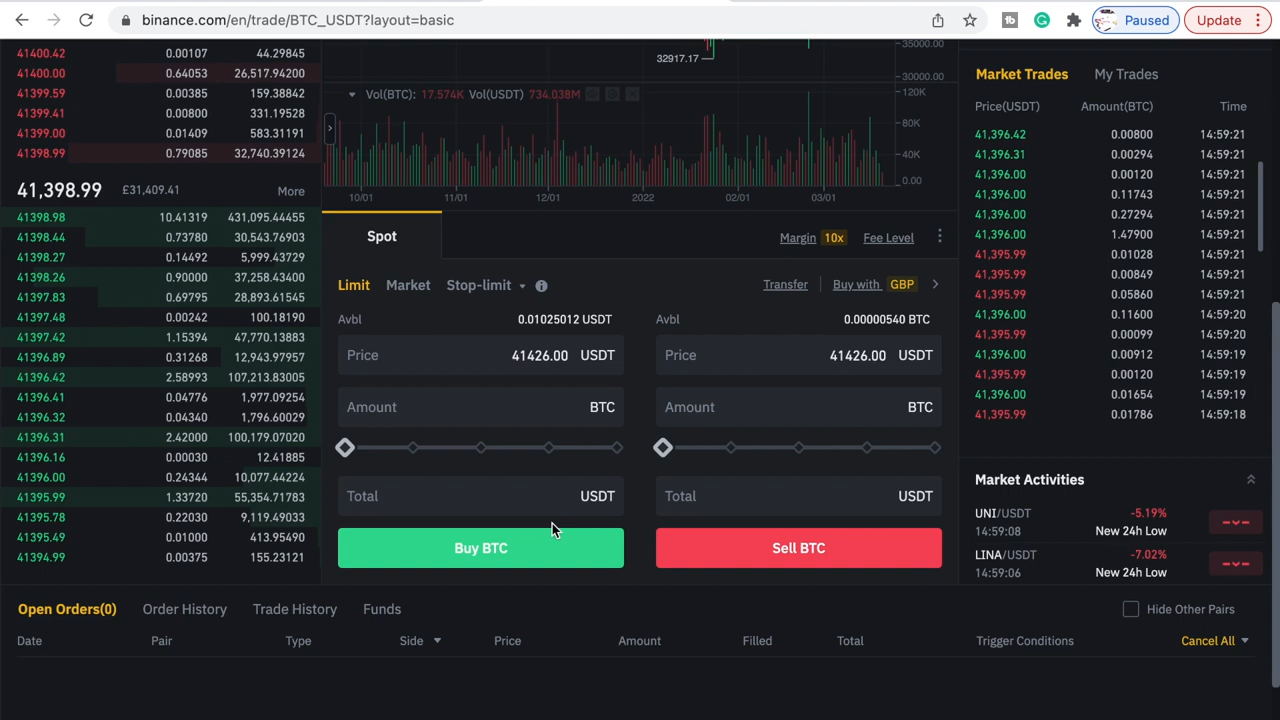 binance.com/en/trade/BTC_USDT?layout=basic
Paused
Update
41400.42 0.00107 44.29845
41400.00 0.64053 26,517.94200
41399.59 0.00385 159.38842
41399.41 0.00800 331.19528
41399.00 0.01409 583.31191
41398.99 0.79085 32,740.39124
41,398.99 £31,409.41 More
41398.98 10.41319 431,095.44455
41398.44 0.73780 30,543.76903
41398.27 0.14492 5,999.43729
41398.26 0.90000 37,258.43400
41397.83 0.69795 28,893.61545
41397.48 0.00242 100.18190
41397.42 1.15394 47,770.13883
41396.89 0.31268 12,943.97957
41396.42 2.58993 107,213.83005
41396.41 0.04776 1,977.09254
41396.32 0.04340 1,796.60029
41396.31 2.42000 100,179.07020
41396.16 0.00030 12.41885
41396.00 0.24344 10,077.44224
41395.99 1.33720 55,354.71783
41395.78 0.22030 9,119.49033
41395.49 0.01000 413.95490
41394.99 0.00375 155.23121
35000.00
32917.17
30000.00
Vol(BTC): 17.574K Vol(USDT) 734.038M
120K
80K
40K
0.00
10/01 11/01 12/01 2022 02/01 03/01
Spot
Margin 10x Fee Level
Limit Market Stop-limit
Transfer Buy with GBP
Avbl 0.01025012 USDT
Price 41426.00 USDT
Amount BTC
Total USDT
Buy BTC
Avbl 0.00000540 BTC
Price 41426.00 USDT
Amount BTC
Total USDT
Sell BTC
Market Trades My Trades
Price(USDT) Amount(BTC) Time
41,396.42 0.00800 14:59:21
41,396.31 0.00294 14:59:21
41,396.00 0.00120 14:59:21
41,396.00 0.11743 14:59:21
41,396.00 0.27294 14:59:21
41,396.00 1.47900 14:59:21
41,395.99 0.01028 14:59:21
41,395.99 0.00849 14:59:21
41,395.99 0.05860 14:59:21
41,396.00 0.11600 14:59:20
41,395.99 0.00099 14:59:20
41,396.00 0.00912 14:59:20
41,395.99 0.00120 14:59:19
41,396.00 0.01654 14:59:19
41,395.99 0.01786 14:59:18
Market Activities
UNI/USDT -5.19%
14:59:08 New 24h Low
LINA/USDT -7.02%
14:59:06 New 24h Low
Open Orders(0) Order History Trade History Funds
Hide Other Pairs
Date Pair Type Side Price Amount Filled Total Trigger Conditions Cancel All